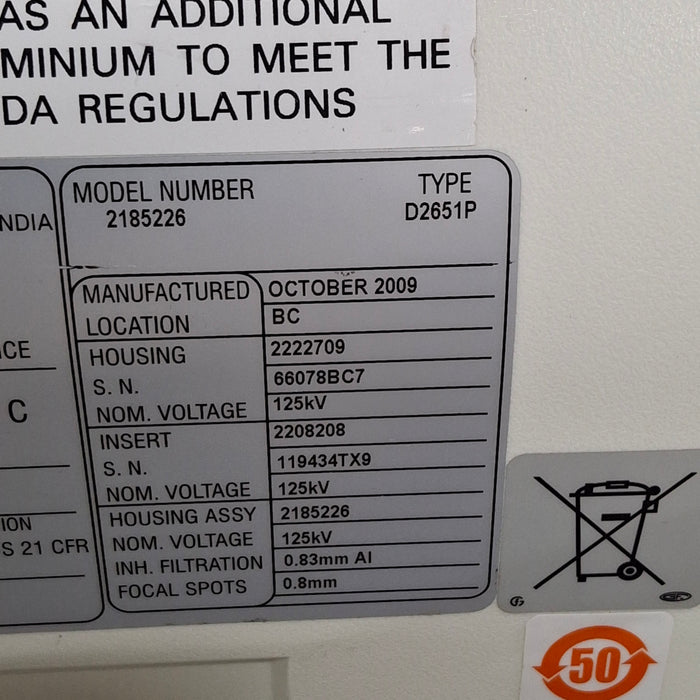 AS AN ADDITIONAL
MINIUM TO MEET THE
DA REGULATIONS
NDIA
CE
C
ION
S 21 CFR
MODEL NUMBER TYPE
2185226 D2651P
MANUFACTURED OCTOBER 2009
LOCATION BC
HOUSING 2222709
S. N. 66078BC7
NOM. VOLTAGE 125kV
INSERT 2208208
S. N. 119434TX9
NOM. VOLTAGE 125kV
HOUSING ASSY 2185226
NOM. VOLTAGE 125kV
INH. FILTRATION 0.83mm Al
FOCAL SPOTS 0.8mm
50